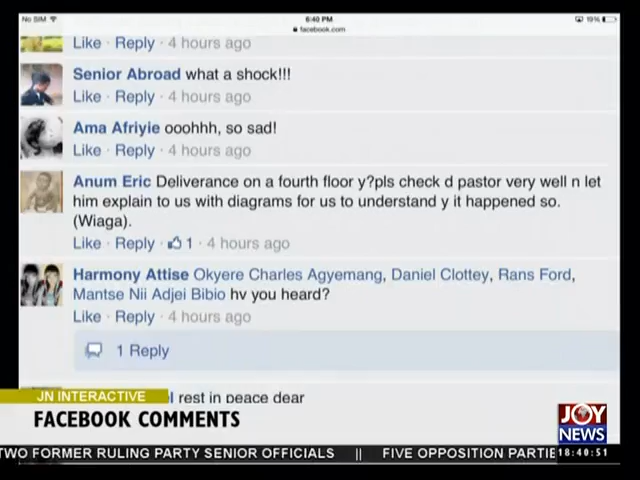 No SIM
6:40 PM
19%
facebook.com
Like · Reply · 4 hours ago
Senior Abroad what a shock!!!
Like · Reply · 4 hours ago
Ama Afriyie ooohhh, so sad!
Like · Reply · 4 hours ago
Anum Eric Deliverance on a fourth floor y?pls check d pastor very well n let
him explain to us with diagrams for us to understand y it happened so.
(Wiaga).
Like · Reply · 1 · 4 hours ago
Harmony Attise Okyere Charles Agyemang, Daniel Clottey, Rans Ford,
Mantse Nii Adjei Bibio hv you heard?
Like · Reply · 4 hours ago
1 Reply
rest in peace dear
JN INTERACTIVE
FACEBOOK COMMENTS
JOY
NEWS
TWO FORMER RULING PARTY SENIOR OFFICIALS || FIVE OPPOSITION PARTIE
18:40:51